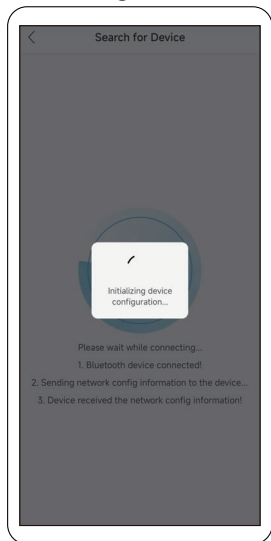 Search for Device
Initializing device
configuration...
Please wait while connecting...
1. Bluetooth device connected!
2. Sending network config information to the device...
3. Device received the network config information!